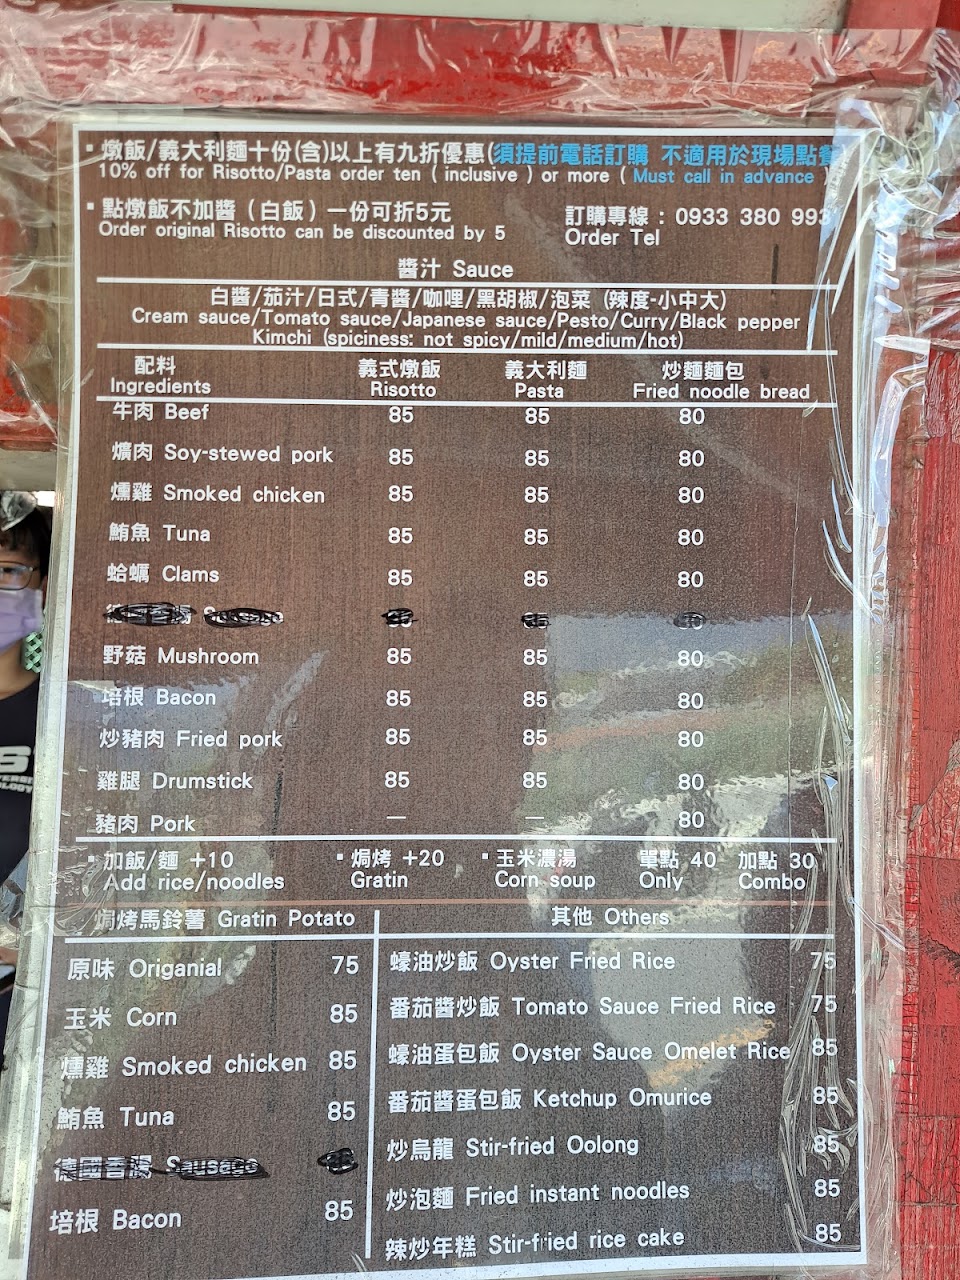 ▪燉飯/義大利麵十份(含)以上有九折優惠(須提前電話訂購 不適用於現場點餐
10% off for Risotto/Pasta order ten ( inclusive ) or more ( Must call in advance )
▪點燉飯不加醬（白飯）一份可折5元
Order original Risotto can be discounted by 5
訂購專線：0933 380 993
Order Tel
醬汁 Sauce
白醬/茄汁/日式/青醬/咖哩/黑胡椒/泡菜 (辣度-小中大)
Cream sauce/Tomato sauce/Japanese sauce/Pesto/Curry/Black pepper
Kimchi (spiciness: not spicy/mild/medium/hot)
配料 義式燉飯 義大利麵 炒麵麵包
Ingredients Risotto Pasta Fried noodle bread
牛肉 Beef 85 85 80
爌肉 Soy-stewed pork 85 85 80
燻雞 Smoked chicken 85 85 80
鮪魚 Tuna 85 85 80
蛤蠣 Clams 85 85 80
野菇 Mushroom 85 85 80
培根 Bacon 85 85 80
炒豬肉 Fried pork 85 85 80
雞腿 Drumstick 85 85 80
豬肉 Pork — — 80
▪加飯/麵 +10 ▪焗烤 +20 ▪玉米濃湯 單點 40 加點 30
Add rice/noodles Gratin Corn soup Only Combo
焗烤馬鈴薯 Gratin Potato
原味 Origanial 75
玉米 Corn 85
燻雞 Smoked chicken 85
鮪魚 Tuna 85
德國香腸 Sausage
培根 Bacon 85
其他 Others
蠔油炒飯 Oyster Fried Rice 75
番茄醬炒飯 Tomato Sauce Fried Rice 75
蠔油蛋包飯 Oyster Sauce Omelet Rice 85
番茄醬蛋包飯 Ketchup Omurice 85
炒烏龍 Stir-fried Oolong 85
炒泡麵 Fried instant noodles 85
辣炒年糕 Stir-fried rice cake 85